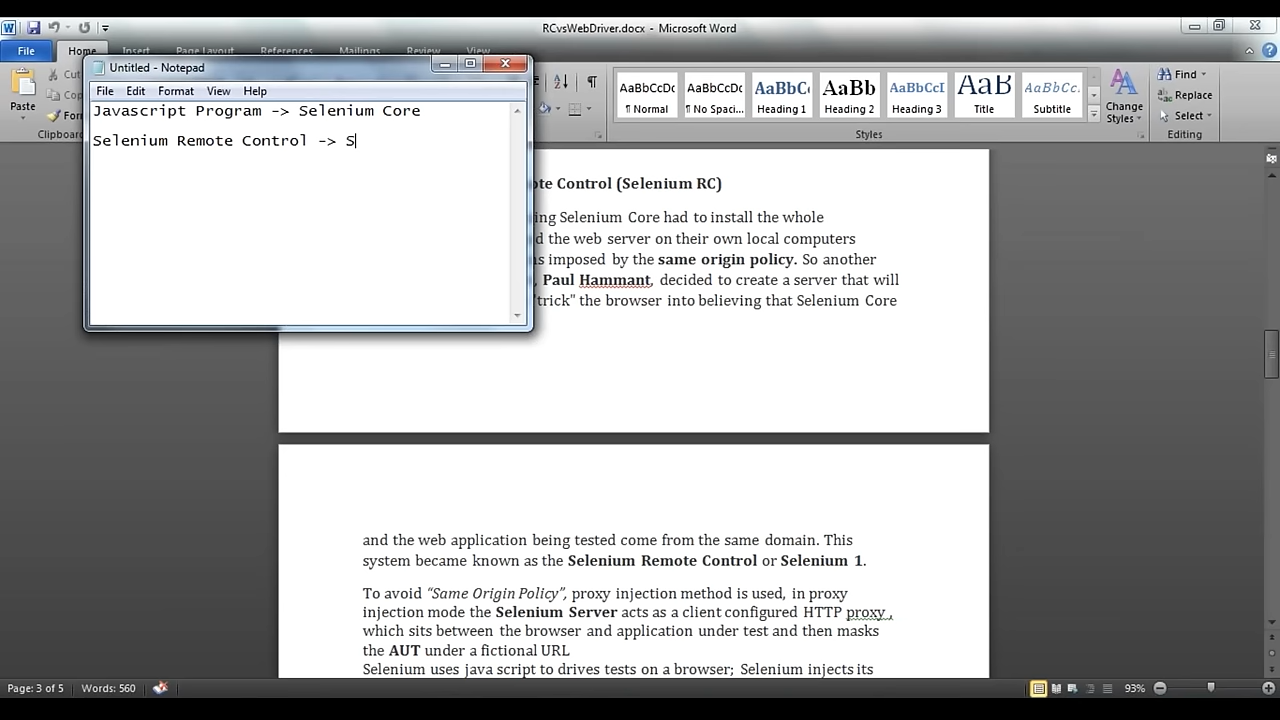 RCvsWebDriver.docx - Microsoft Word
File Home Insert Page Layout References Mailings Review View
Untitled - Notepad
File Edit Format View Help
Javascript Program -> Selenium Core
Selenium Remote Control -> S
Paste
Cut
Cop
For
Clipboard
AaBbCcDc AaBbCcDc AaBbC AaBb AaBbCcI AaB AaBbCc.
¶ Normal ¶ No Spaci... Heading 1 Heading 2 Heading 3 Title Subtitle
Change Styles
Styles
Find
Replace
Select
Editing
ote Control (Selenium RC)
ing Selenium Core had to install the whole
d the web server on their own local computers
ns imposed by the same origin policy. So another
, Paul Hammant, decided to create a server that will
"trick" the browser into believing that Selenium Core
and the web application being tested come from the same domain. This
system became known as the Selenium Remote Control or Selenium 1.
To avoid “Same Origin Policy”, proxy injection method is used, in proxy
injection mode the Selenium Server acts as a client configured HTTP proxy ,
which sits between the browser and application under test and then masks
the AUT under a fictional URL
Selenium uses java script to drives tests on a browser; Selenium injects its
Page: 3 of 5 Words: 560 93%